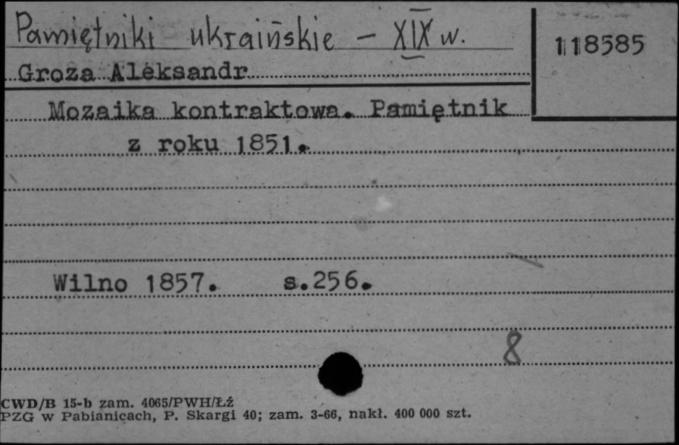 Pamiętniki ukraińskie - XIX w.
118585
Groza Aleksandr
Mozaika kontraktowa. Pamiętnik
z roku 1851.
Wilno 1857. s.256.
8
CWD/B 15-b zam. 4065/PWH/Łż
PZG w Pabianicach, P. Skargi 40; zam. 3-66, nakł. 400 000 szt.